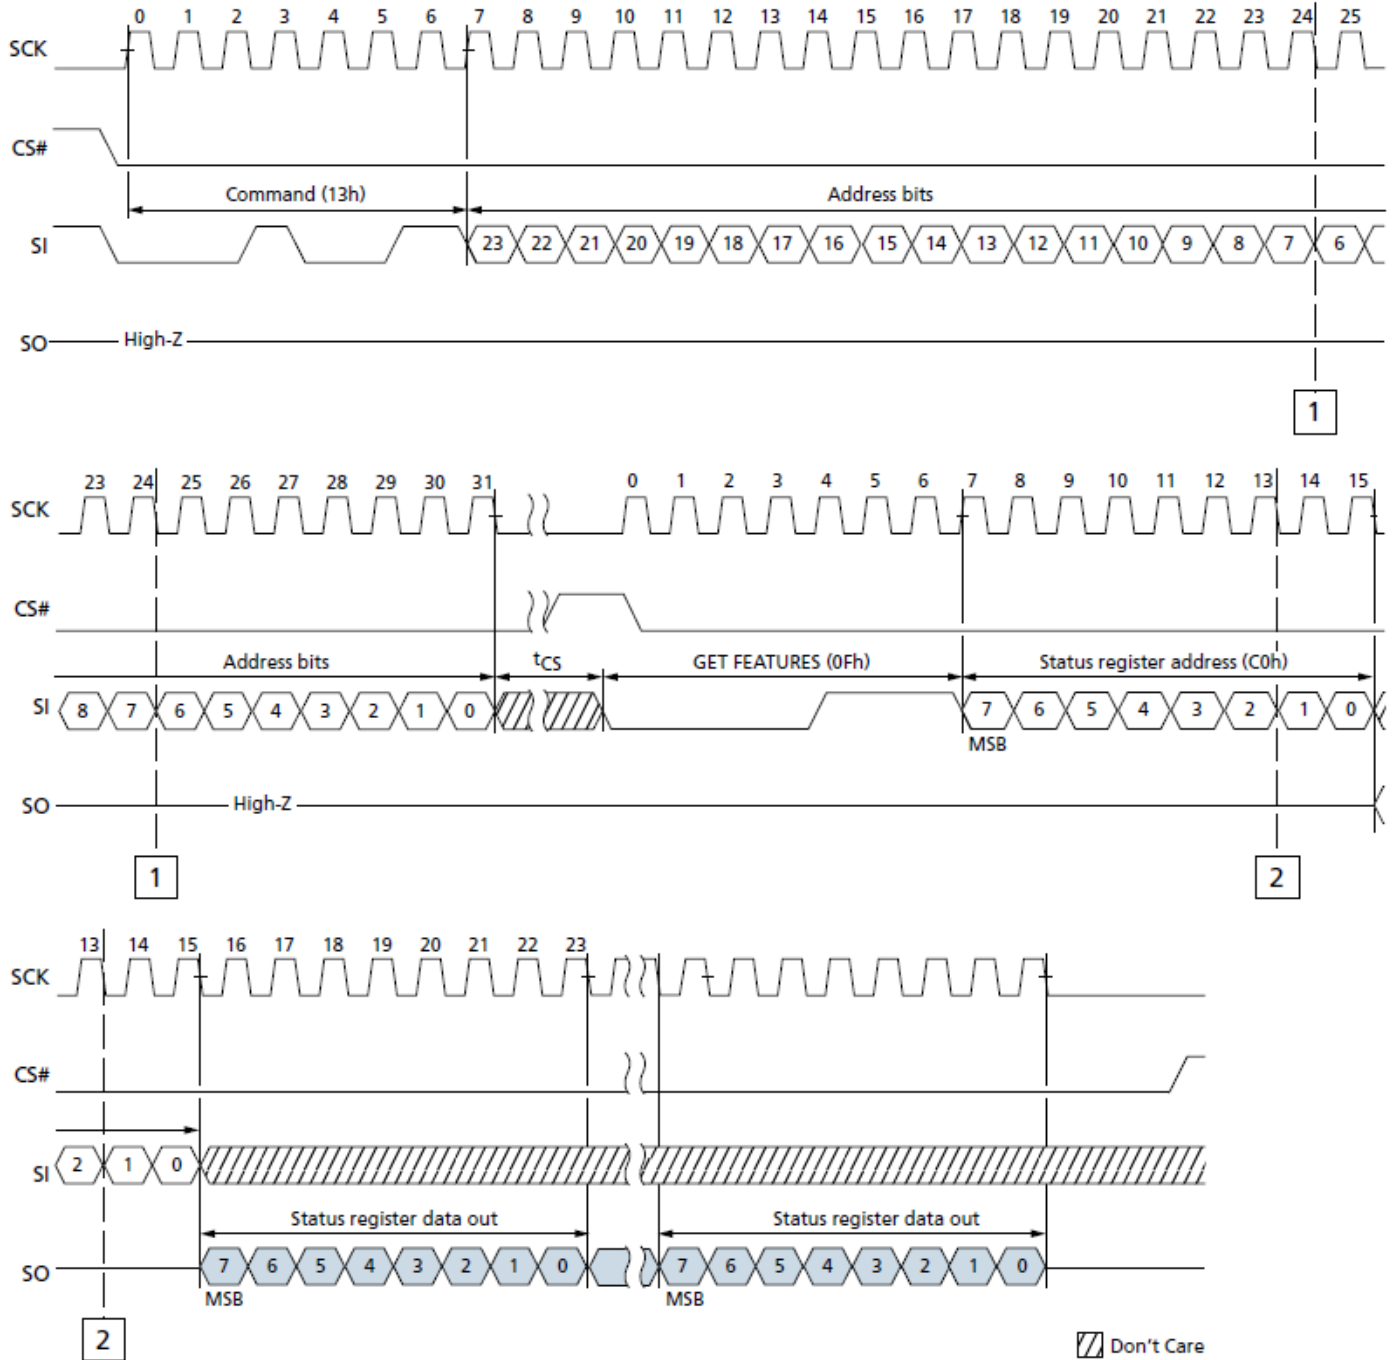 0 1 2 3 4 5 6 7 8 9 10 11 12 13 14 15 16 17 18 19 20 21 22 23 24 25
SCK
CS#
Command (13h) Address bits
SI 23 22 21 20 19 18 17 16 15 14 13 12 11 10 9 8 7 6
SO High-Z
1
23 24 25 26 27 28 29 30 31 0 1 2 3 4 5 6 7 8 9 10 11 12 13 14 15
SCK
CS#
Address bits tCS GET FEATURES (0Fh) Status register address (C0h)
SI 8 7 6 5 4 3 2 1 0 7 6 5 4 3 2 1 0
MSB
SO High-Z
1 2
13 14 15 16 17 18 19 20 21 22 23
SCK
CS#
SI 2 1 0
Status register data out Status register data out
SO 7 6 5 4 3 2 1 0 7 6 5 4 3 2 1 0
MSB MSB
2
Don't Care